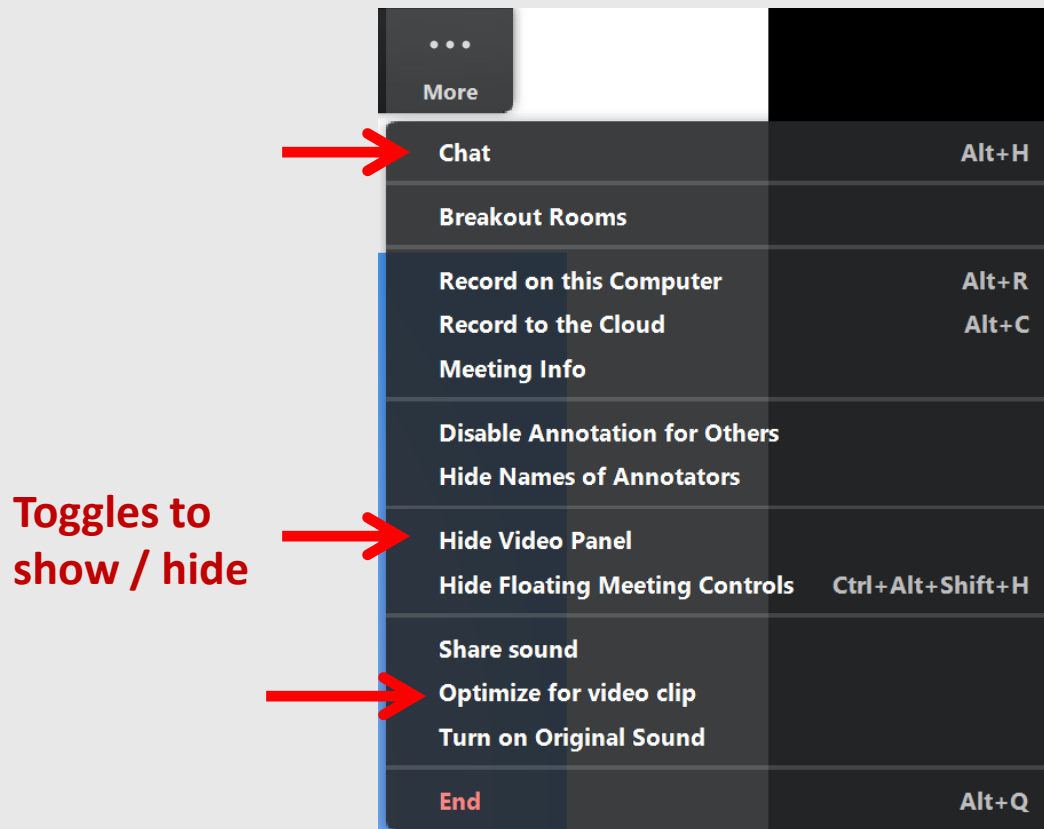 More
Chat Alt+H
Breakout Rooms
Record on this Computer Alt+R
Record to the Cloud Alt+C
Meeting Info
Disable Annotation for Others
Hide Names of Annotators
Toggles to
show / hide
Hide Video Panel
Hide Floating Meeting Controls Ctrl+Alt+Shift+H
Share sound
Optimize for video clip
Turn on Original Sound
End Alt+Q